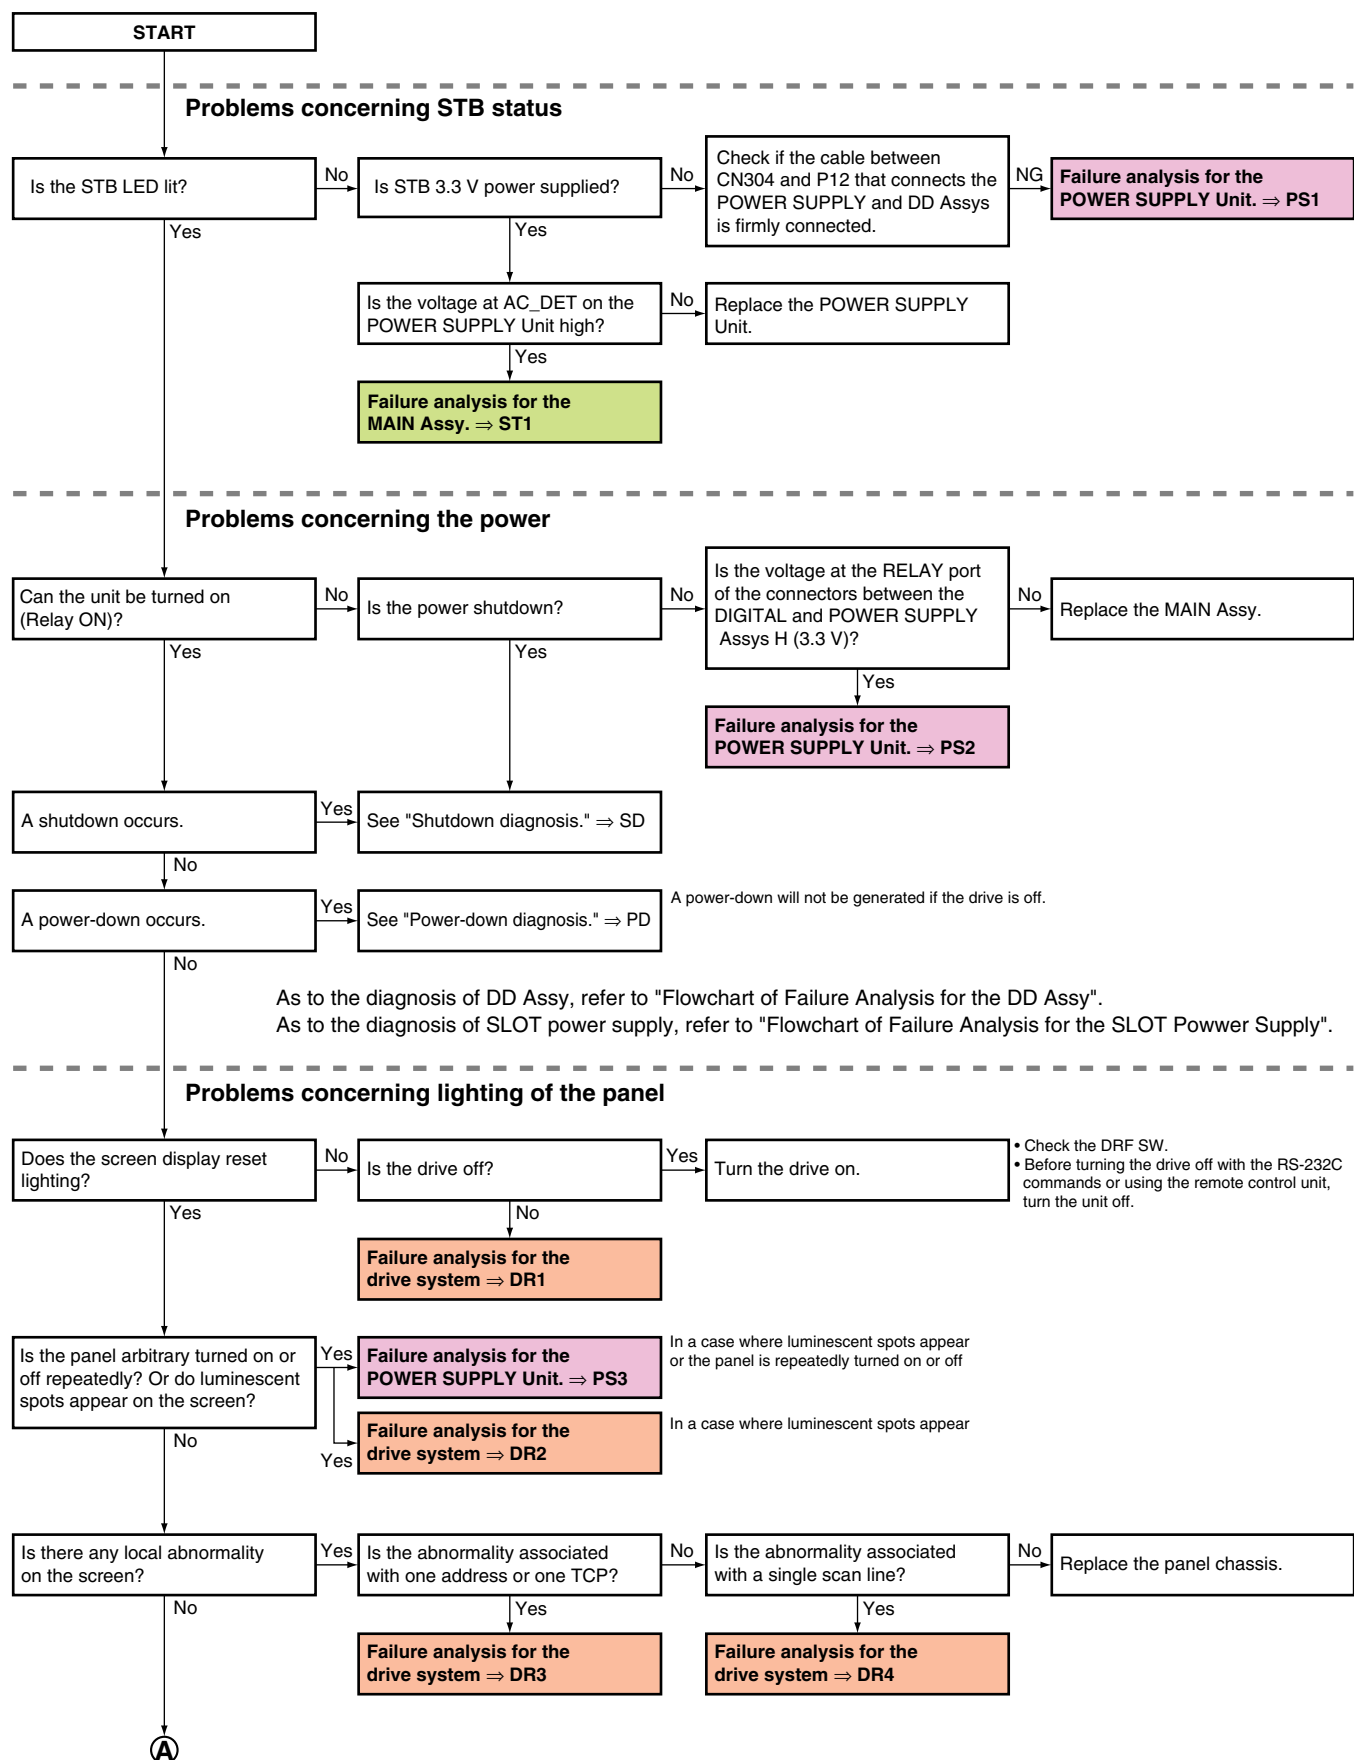 START
Problems concerning STB status
Is the STB LED lit?
No
Is STB 3.3 V power supplied?
No
Check if the cable between
CN304 and P12 that connects the
POWER SUPPLY and DD Assys
is firmly connected.
NG
Failure analysis for the
POWER SUPPLY Unit. ⇒ PS1
Yes
Yes
Is the voltage at AC_DET on the
POWER SUPPLY Unit high?
No
Replace the POWER SUPPLY
Unit.
Yes
Failure analysis for the
MAIN Assy. ⇒ ST1
Problems concerning the power
Can the unit be turned on
(Relay ON)?
No
Is the power shutdown?
No
Is the voltage at the RELAY port
of the connectors between the
DIGITAL and POWER SUPPLY
Assys H (3.3 V)?
No
Replace the MAIN Assy.
Yes
Yes
Yes
Failure analysis for the
POWER SUPPLY Unit. ⇒ PS2
A shutdown occurs.
Yes
See "Shutdown diagnosis." ⇒ SD
No
A power-down occurs.
Yes
See "Power-down diagnosis." ⇒ PD
A power-down will not be generated if the drive is off.
No
As to the diagnosis of DD Assy, refer to "Flowchart of Failure Analysis for the DD Assy".
As to the diagnosis of SLOT power supply, refer to "Flowchart of Failure Analysis for the SLOT Powwer Supply".
Problems concerning lighting of the panel
Does the screen display reset
lighting?
No
Is the drive off?
Yes
Turn the drive on.
• Check the DRF SW.
• Before turning the drive off with the RS-232C
commands or using the remote control unit,
turn the unit off.
Yes
No
Failure analysis for the
drive system ⇒ DR1
Is the panel arbitrary turned on or
off repeatedly? Or do luminescent
spots appear on the screen?
Yes
Failure analysis for the
POWER SUPPLY Unit. ⇒ PS3
In a case where luminescent spots appear
or the panel is repeatedly turned on or off
Yes
Failure analysis for the
drive system ⇒ DR2
In a case where luminescent spots appear
No
Is there any local abnormality
on the screen?
Yes
Is the abnormality associated
with one address or one TCP?
No
Is the abnormality associated
with a single scan line?
No
Replace the panel chassis.
No
Yes
Yes
Failure analysis for the
drive system ⇒ DR3
Failure analysis for the
drive system ⇒ DR4
A